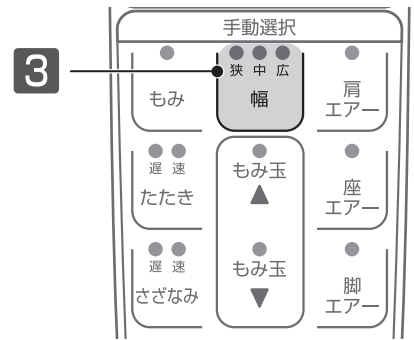 手動選択
3
もみ
狭 中 広
幅
肩
エアー
遅 速
たたき
もみ玉
▲
座
エアー
遅 速
さざなみ
もみ玉
▼
脚
エアー